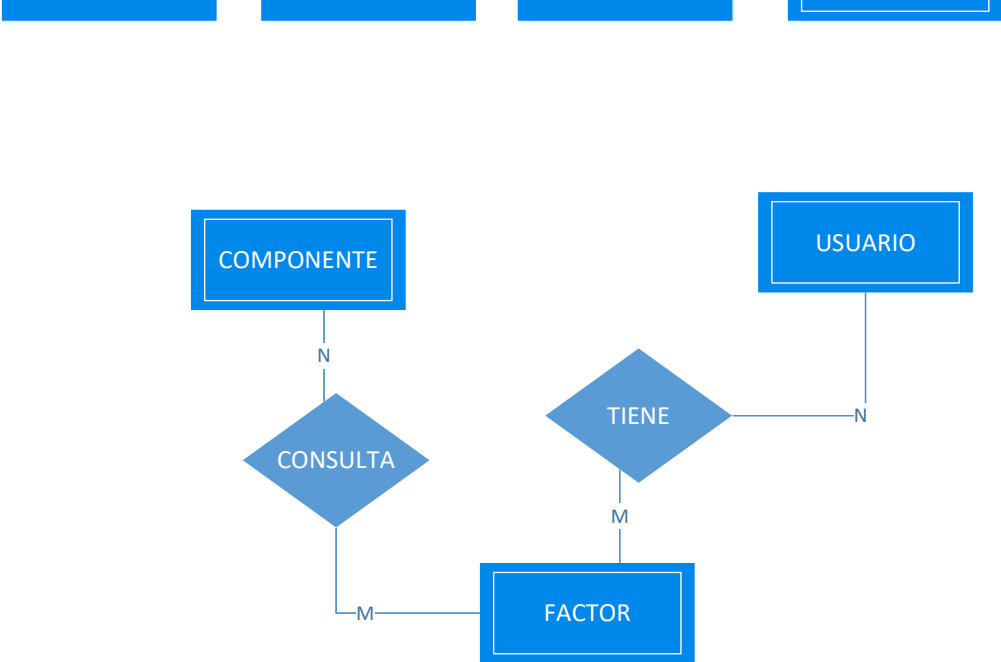 USUARIO
COMPONENTE
N
TIENE
N
CONSULTA
M
M
FACTOR